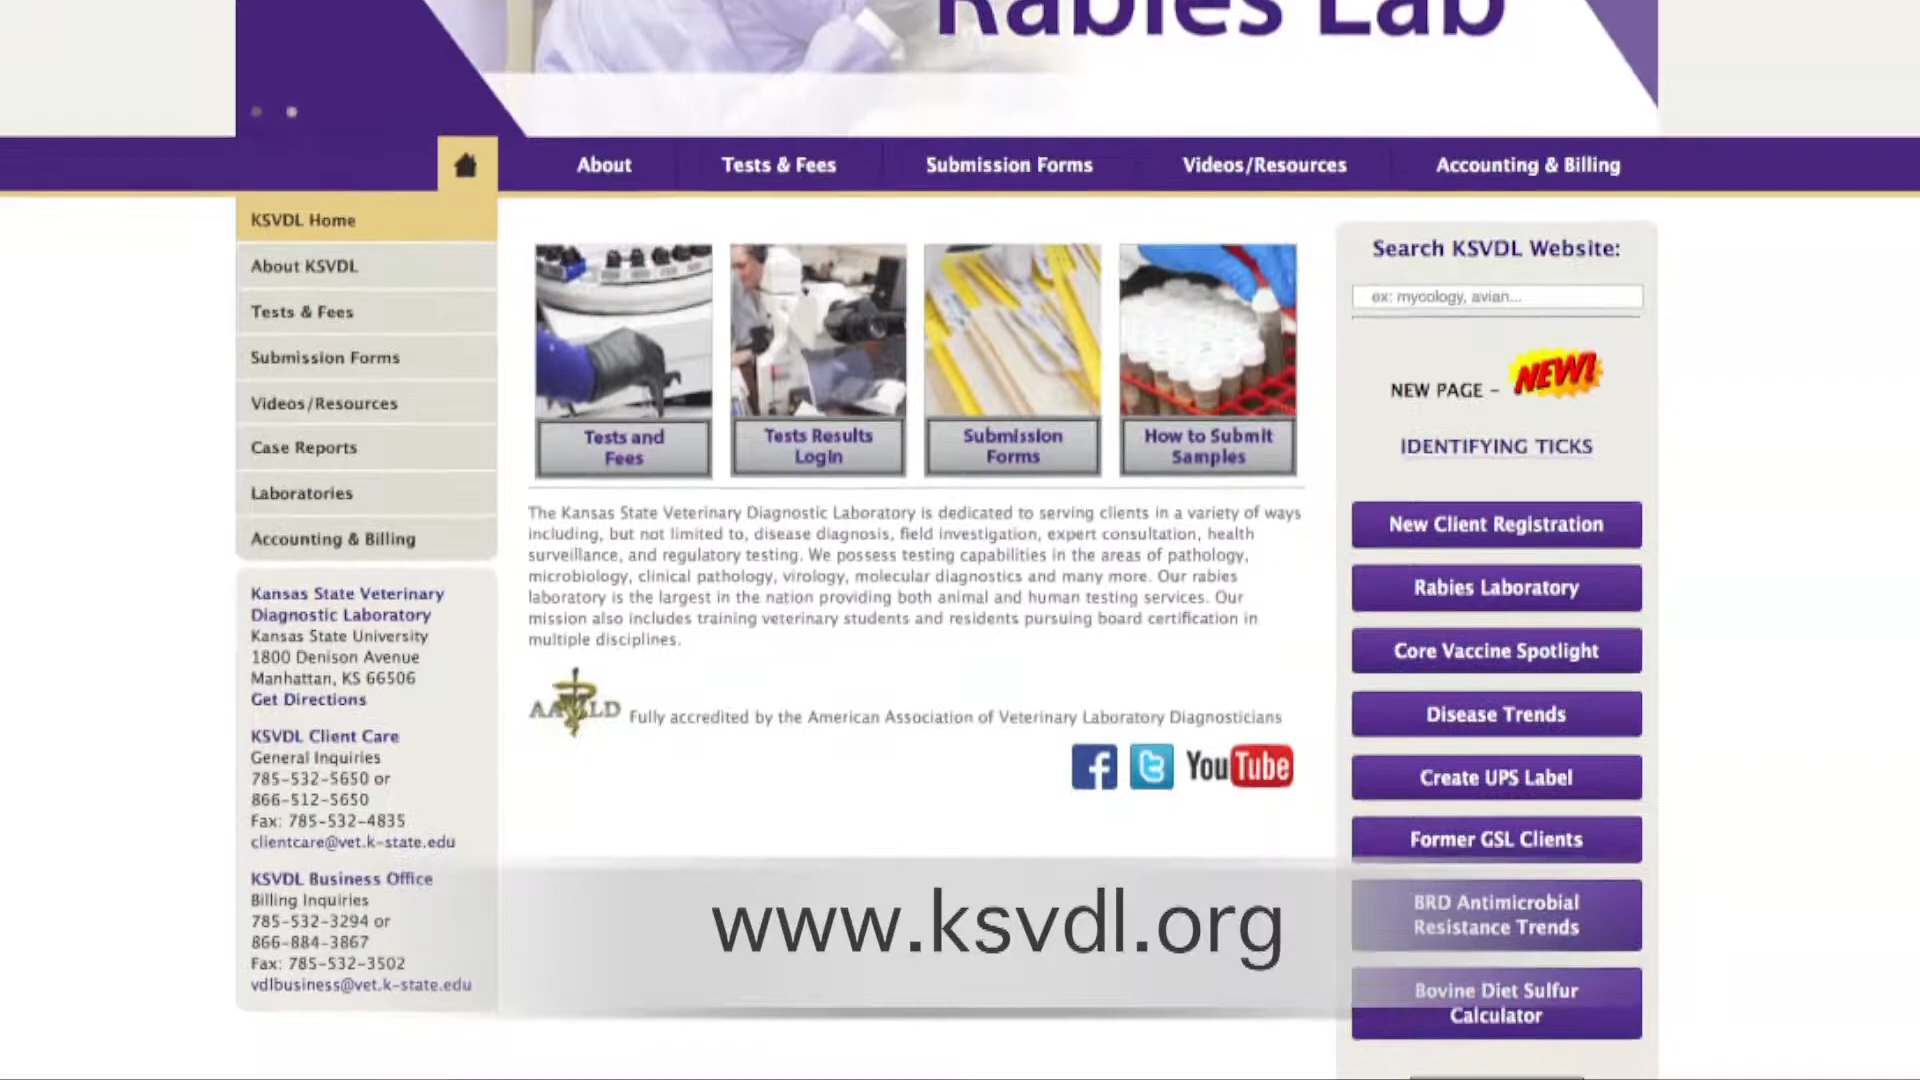 Rabies Lab
About
Tests & Fees
Submission Forms
Videos/Resources
Accounting & Billing
KSVDL Home
About KSVDL
Tests & Fees
Submission Forms
Videos/Resources
Case Reports
Laboratories
Accounting & Billing
Kansas State Veterinary
Diagnostic Laboratory
Kansas State University
1800 Denison Avenue
Manhattan, KS 66506
Get Directions
KSVDL Client Care
General Inquiries
785-532-5650 or
866-512-5650
Fax: 785-532-4835
clientcare@vet.k-state.edu
KSVDL Business Office
Billing Inquiries
785-532-3294 or
866-884-3867
Fax: 785-532-3502
vdlbusiness@vet.k-state.edu
Tests and
Fees
Tests Results
Login
Submission
Forms
How to Submit
Samples
The Kansas State Veterinary Diagnostic Laboratory is dedicated to serving clients in a variety of ways
including, but not limited to, disease diagnosis, field investigation, expert consultation, health
surveillance, and regulatory testing. We possess testing capabilities in the areas of pathology,
microbiology, clinical pathology, virology, molecular diagnostics and many more. Our rabies
laboratory is the largest in the nation providing both animal and human testing services. Our
mission also includes training veterinary students and residents pursuing board certification in
multiple disciplines.
AAVLD Fully accredited by the American Association of Veterinary Laboratory Diagnosticians
f t YouTube
www.ksvdl.org
Search KSVDL Website:
ex: mycology, avian...
NEW PAGE - NEW!
IDENTIFYING TICKS
New Client Registration
Rabies Laboratory
Core Vaccine Spotlight
Disease Trends
Create UPS Label
Former GSL Clients
BRD Antimicrobial
Resistance Trends
Bovine Diet Sulfur
Calculator